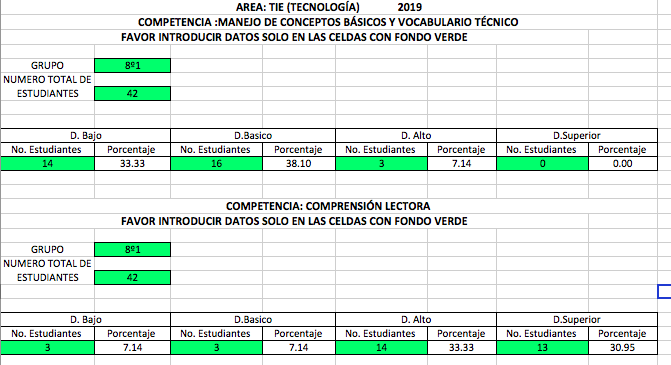 AREA: TIE (TECNOLOGÍA) 2019
COMPETENCIA :MANEJO DE CONCEPTOS BÁSICOS Y VOCABULARIO TÉCNICO
FAVOR INTRODUCIR DATOS SOLO EN LAS CELDAS CON FONDO VERDE
GRUPO 8º1
NUMERO TOTAL DE
ESTUDIANTES 42
D. Bajo D.Basico D. Alto D.Superior
No. Estudiantes Porcentaje No. Estudiantes Porcentaje No. Estudiantes Porcentaje No. Estudiantes Porcentaje
14 33.33 16 38.10 3 7.14 0 0.00
COMPETENCIA: COMPRENSIÓN LECTORA
FAVOR INTRODUCIR DATOS SOLO EN LAS CELDAS CON FONDO VERDE
GRUPO 8º1
NUMERO TOTAL DE
ESTUDIANTES 42
D. Bajo D.Basico D. Alto D.Superior
No. Estudiantes Porcentaje No. Estudiantes Porcentaje No. Estudiantes Porcentaje No. Estudiantes Porcentaje
3 7.14 3 7.14 14 33.33 13 30.95